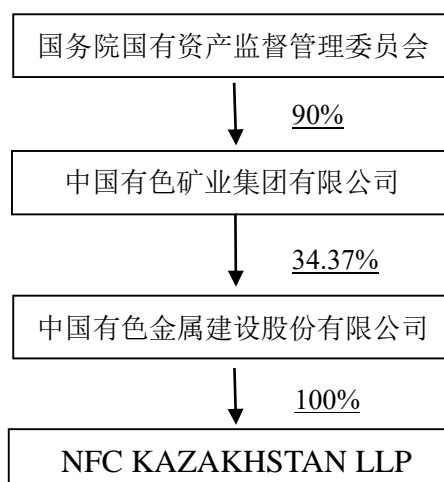 国务院国有资产监督管理委员会
90%
中国有色矿业集团有限公司
34.37%
中国有色金属建设股份有限公司
100%
NFC KAZAKHSTAN LLP